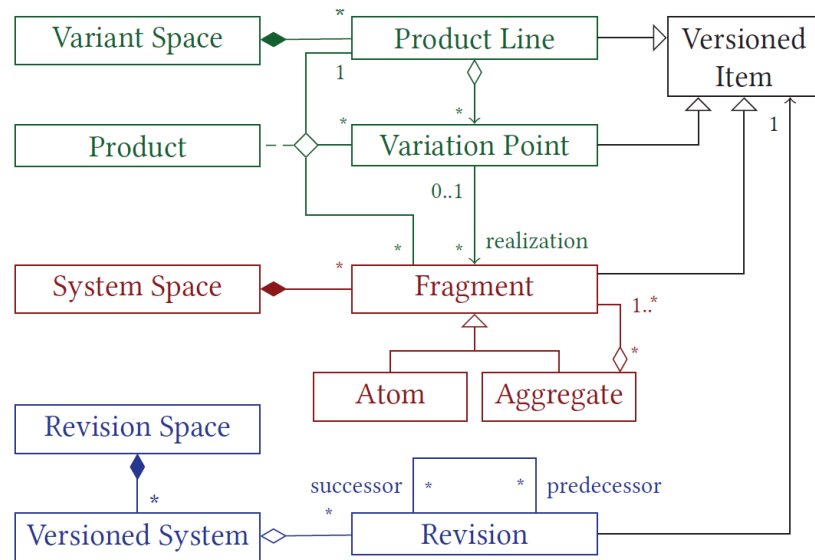 Variant Space
*
Product Line
Versioned
Item
1
*
1
Product
*
Variation Point
0..1
*
*
realization
System Space
*
Fragment
1..*
*
Atom
Aggregate
Revision Space
successor
*
*
predecessor
*
*
Versioned System
Revision